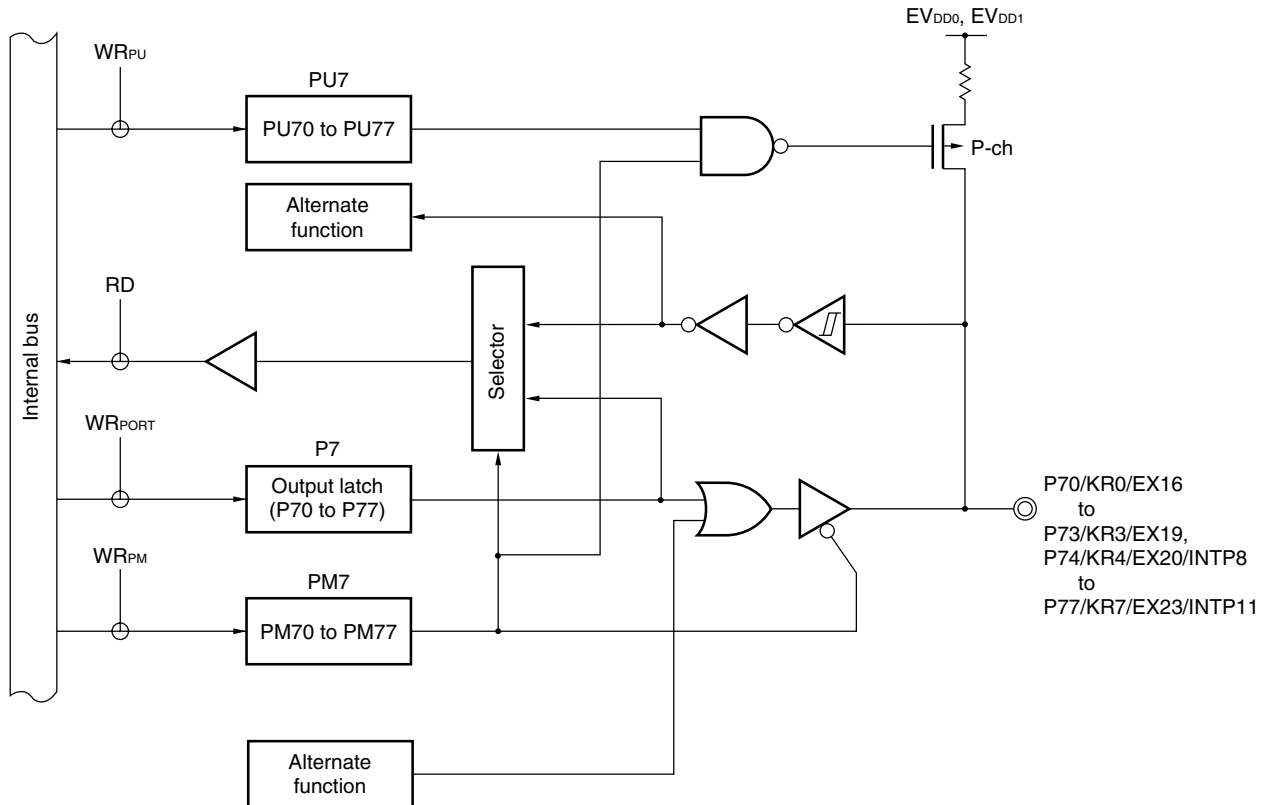 EVDD0, EVDD1
WRPU
PU7
PU70 to PU77
P-ch
Alternate
function
RD
Selector
Internal bus
WRPORT
P7
Output latch
(P70 to P77)
P70/KR0/EX16
to
P73/KR3/EX19,
P74/KR4/EX20/INTP8
to
P77/KR7/EX23/INTP11
WRPM
PM7
PM70 to PM77
Alternate
function